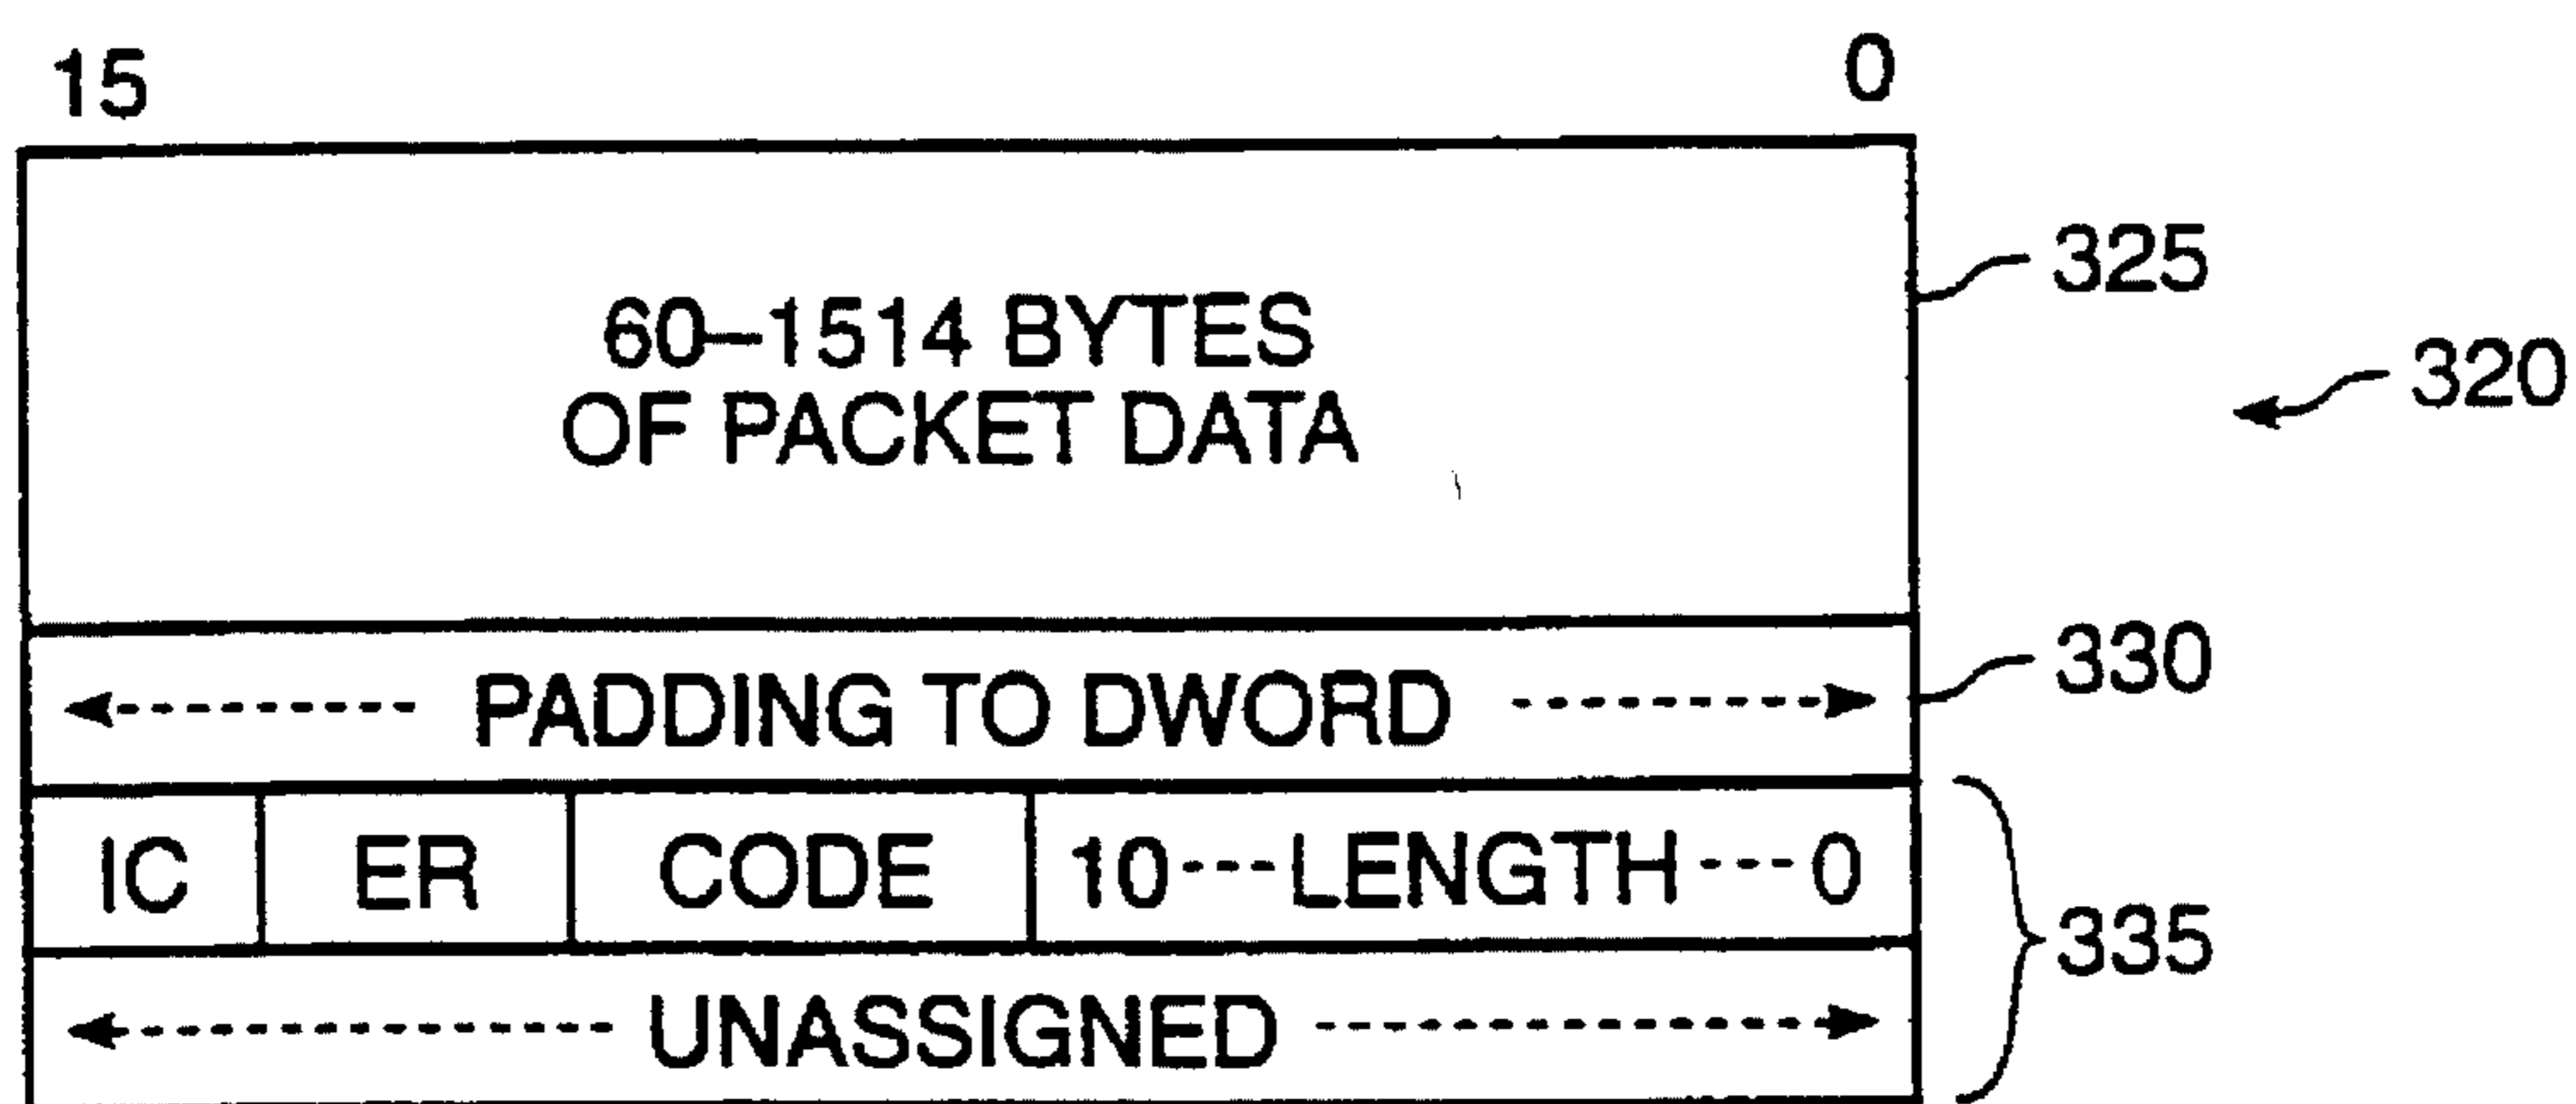 15 0
60–1514 BYTES
OF PACKET DATA
325
320
PADDING TO DWORD
330
IC ER CODE 10---LENGTH---0
335
UNASSIGNED